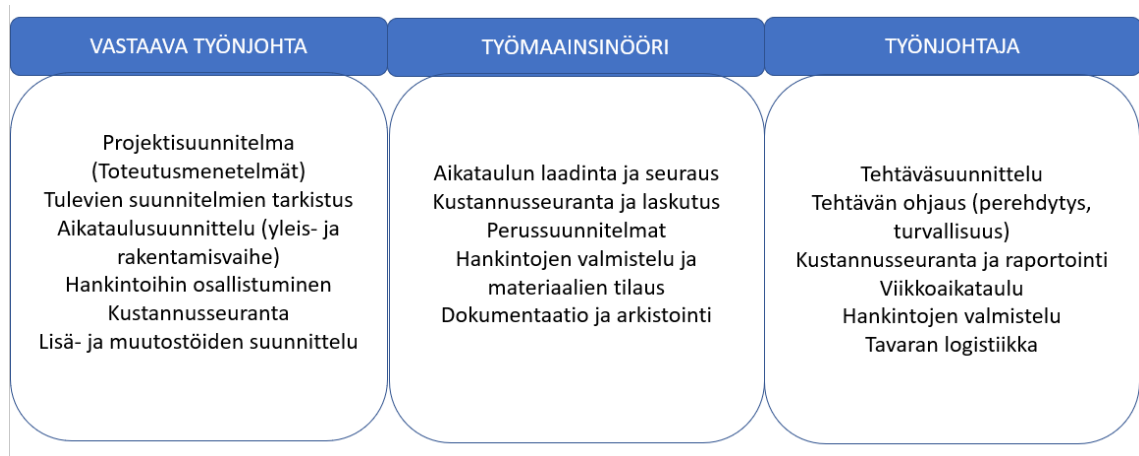 VASTAAVA TYÖNJOHTA
Projektisuunnitelma
(Toteutusmenetelmät)
Tulevien suunnitelmien tarkistus
Aikataulusuunnittelu (yleis- ja
rakentamisvaihe)
Hankintoihin osallistuminen
Kustannusseuranta
Lisä- ja muutostöiden suunnittelu
TYÖMAAINSINÖÖRI
Aikataulun laadinta ja seuraus
Kustannusseuranta ja laskutus
Perussuunnitelmat
Hankintojen valmistelu ja
materiaalien tilaus
Dokumentaatio ja arkistointi
TYÖNJOHTAJA
Tehtäväsuunnittelu
Tehtävän ohjaus (perehdytys,
turvallisuus)
Kustannusseuranta ja raportointi
Viikkoaikataulu
Hankintojen valmistelu
Tavaran logistiikka